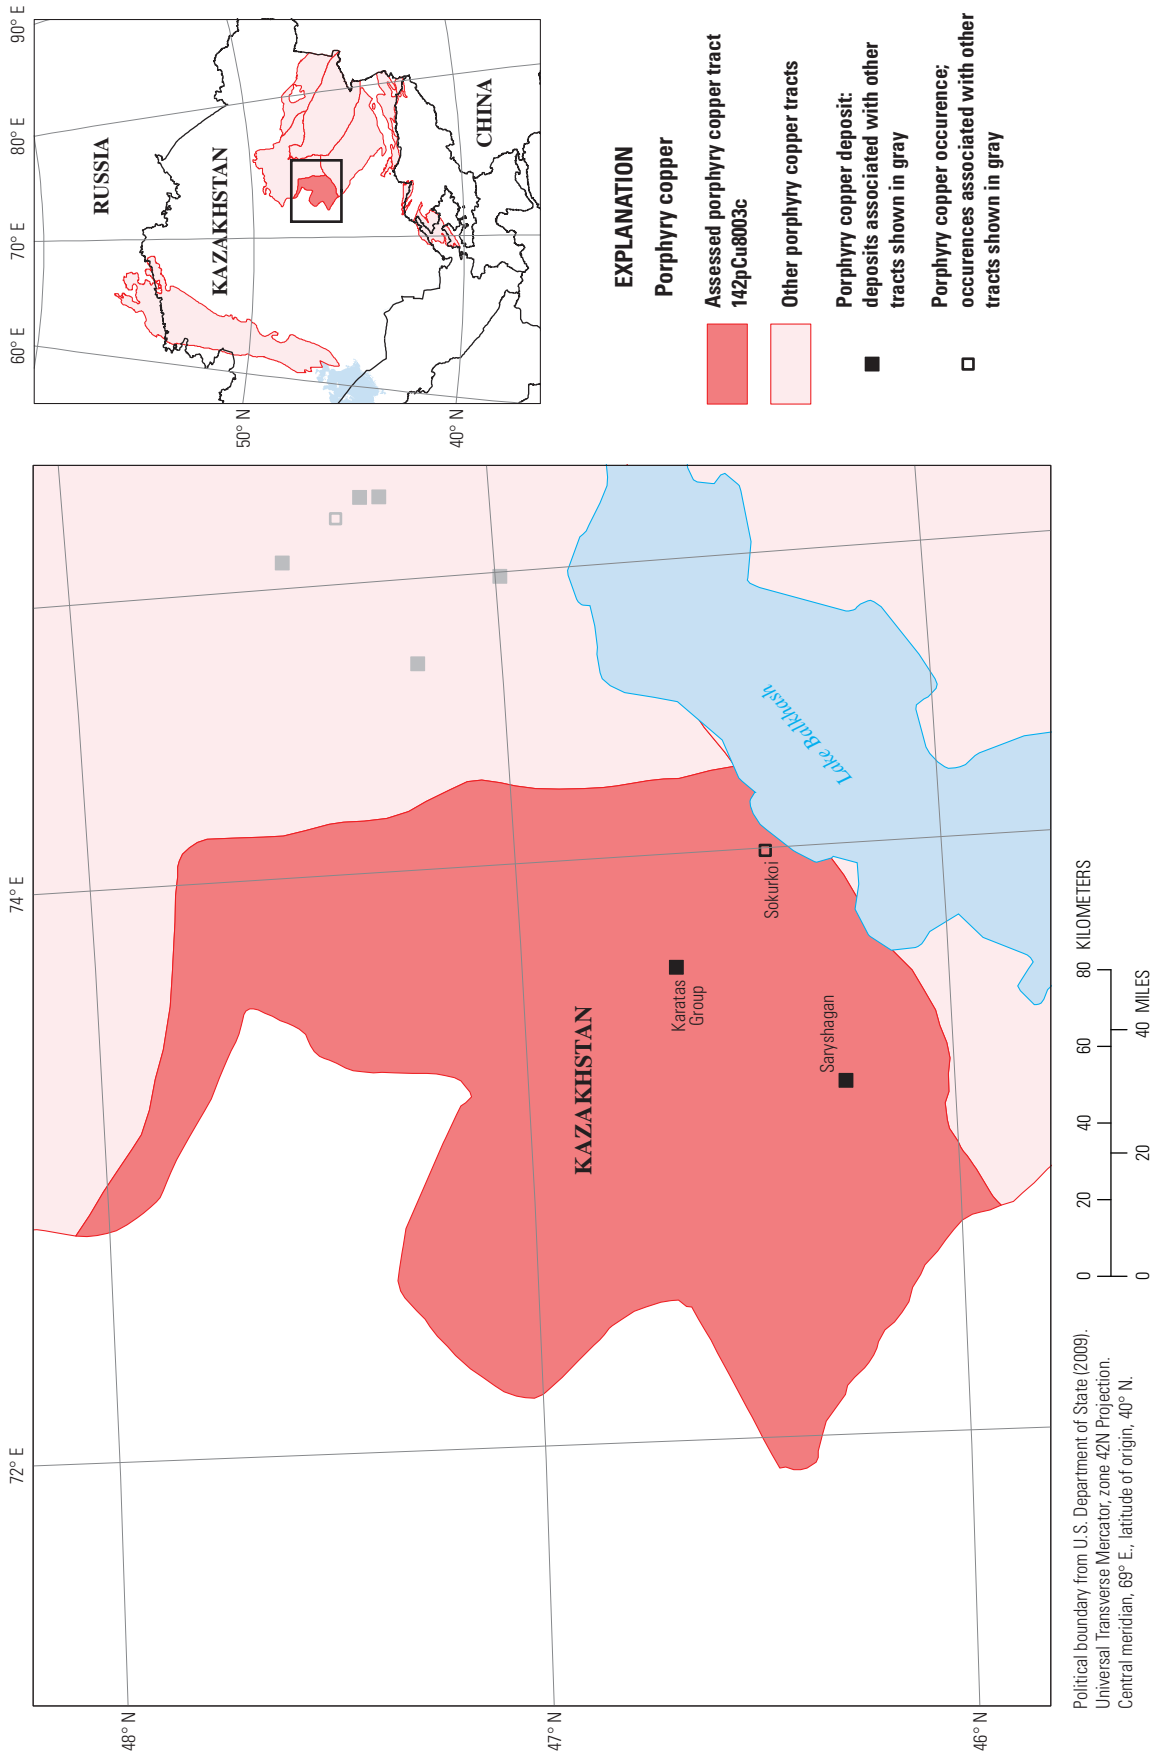 72° E
74° E
48° N
47° N
46° N
KAZAKHSTAN
Karatas
Group
Saryshagan
Sokurkoi
Lake Balkhash
Political boundary from U.S. Department of State (2009).
Universal Transverse Mercator, zone 42N Projection.
Central meridian, 69° E., latitude of origin, 40° N.
0 20 40 60 80 KILOMETERS
0 20 40 MILES
60° E
70° E
80° E
90° E
50° N
40° N
RUSSIA
KAZAKHSTAN
CHINA
EXPLANATION
Porphyry copper
Assessed porphyry copper tract
142pCu8003c
Other porphyry copper tracts
Porphyry copper deposit:
deposits associated with other
tracts shown in gray
Porphyry copper occurence;
occurences associated with other
tracts shown in gray